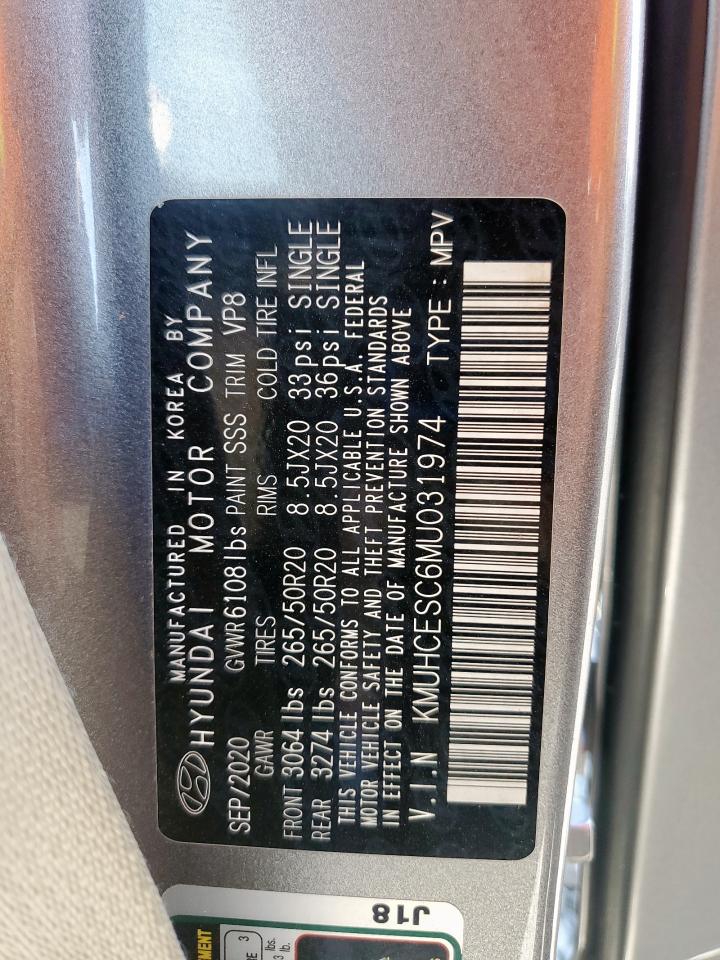 MANUFACTURED IN KOREA BY
HYUNDAI MOTOR COMPANY
SEP/2020 GVWR 6108 lbs PAINT SSS TRIM VP8
GAWR TIRES RIMS COLD TIRE INFL
FRONT 3064 lbs 265/50R20 8.5JX20 33psi SINGLE
REAR 3274 lbs 265/50R20 8.5JX20 36psi SINGLE
THIS VEHICLE CONFORMS TO ALL APPLICABLE U.S.A. FEDERAL
MOTOR VEHICLE SAFETY AND THEFT PREVENTION STANDARDS
IN EFFECT ON THE DATE OF MANUFACTURE SHOWN ABOVE
V.I.N KMUHCESC6MU031974 TYPE : MPV
J18
3
lbs.
lb.